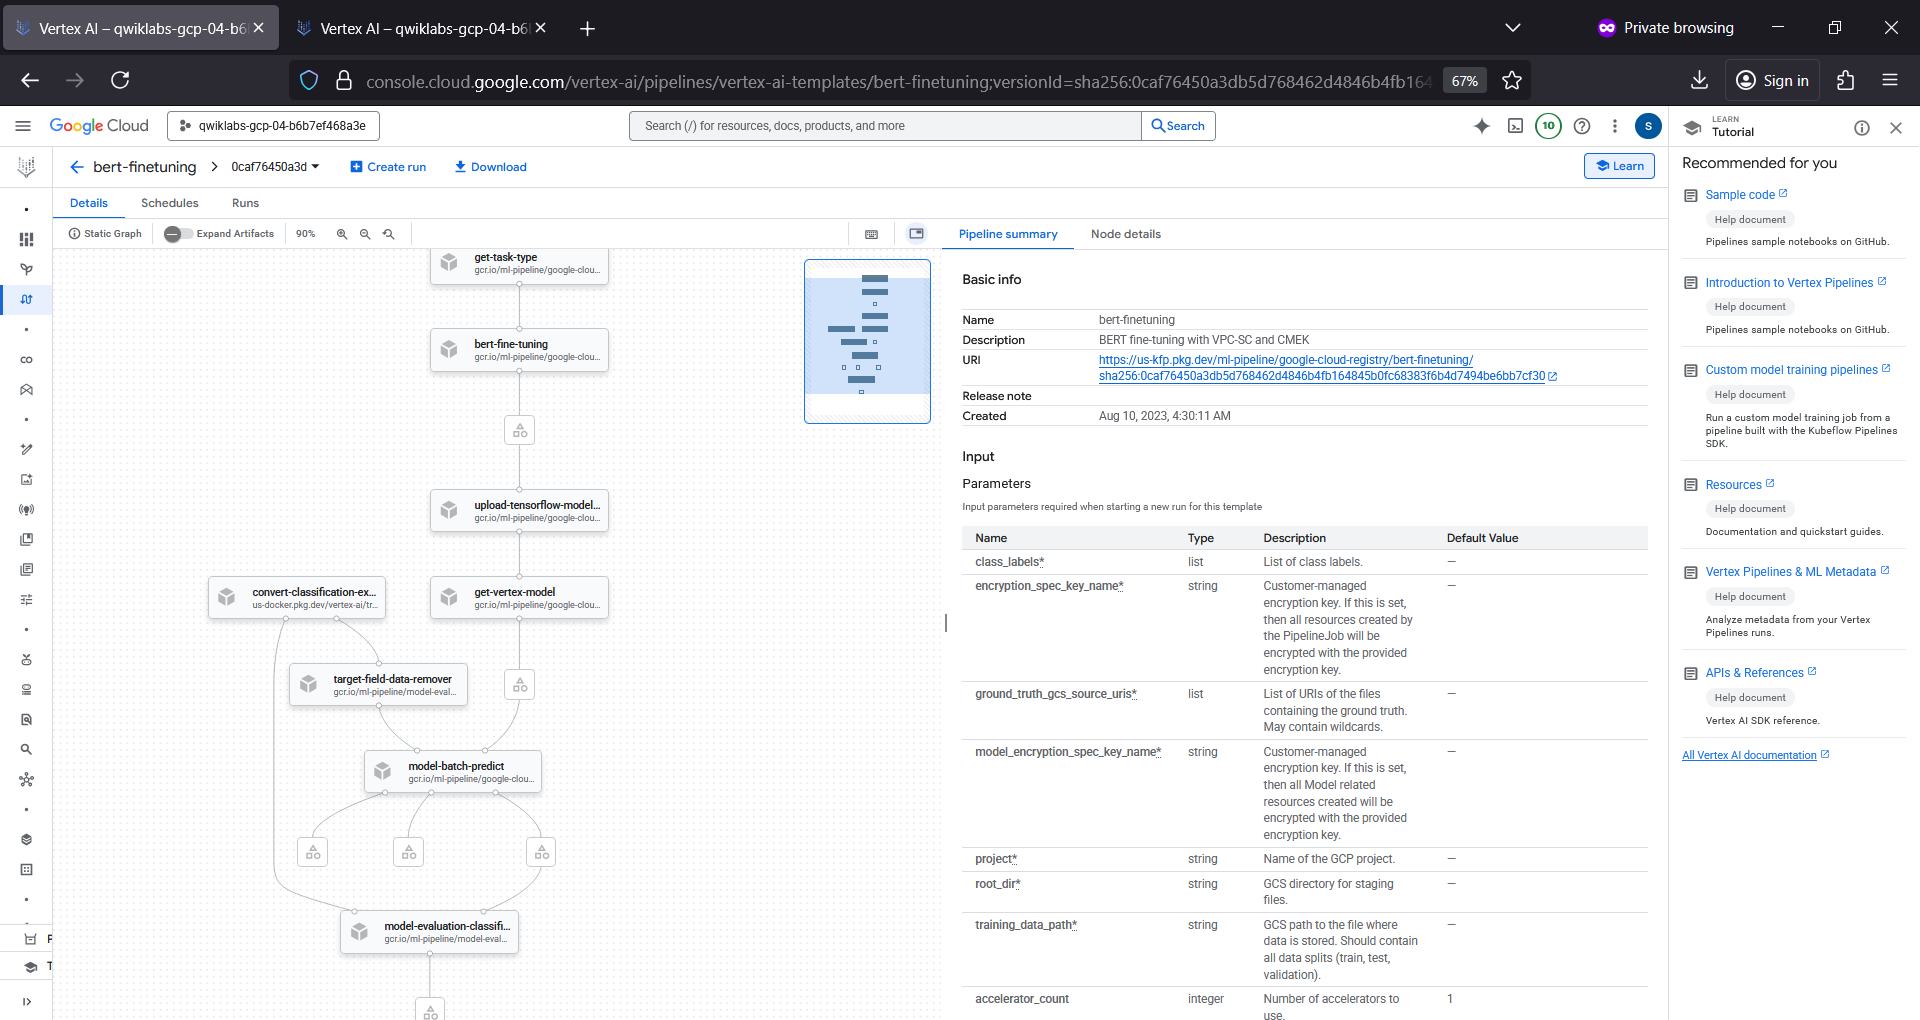 Vertex AI – qwiklabs-gcp-04-b6
Vertex AI – qwiklabs-gcp-04-b6
Private browsing
console.cloud.google.com/vertex-ai/pipelines/vertex-ai-templates/bert-finetuning;versionId=sha256:0caf76450a3db5d768462d4846b4fb164
67%
Sign in
Google Cloud
qwiklabs-gcp-04-b6b7ef468a3e
Search (/) for resources, docs, products, and more
Search
10
S
LEARN
Tutorial
bert-finetuning
0caf76450a3d
Create run
Download
Learn
Details
Schedules
Runs
Static Graph
Expand Artifacts
90%
get-task-type
gcr.io/ml-pipeline/google-clou...
bert-fine-tuning
gcr.io/ml-pipeline/google-clou...
upload-tensorflow-model...
gcr.io/ml-pipeline/google-clou...
convert-classification-ex...
us-docker.pkg.dev/vertex-ai/tr...
get-vertex-model
gcr.io/ml-pipeline/google-clou...
target-field-data-remover
gcr.io/ml-pipeline/model-eval...
model-batch-predict
gcr.io/ml-pipeline/google-clou...
model-evaluation-classifi...
gcr.io/ml-pipeline/model-eval...
Pipeline summary
Node details
Basic info
Name
bert-finetuning
Description
BERT fine-tuning with VPC-SC and CMEK
URI
https://us-kfp.pkg.dev/ml-pipeline/google-cloud-registry/bert-finetuning/
sha256:0caf76450a3db5d768462d4846b4fb164845b0fc68383f6b4d7494be6bb7cf30
Release note
Created
Aug 10, 2023, 4:30:11 AM
Input
Parameters
Input parameters required when starting a new run for this template
Name
Type
Description
Default Value
class_labels*
list
List of class labels.
—
encryption_spec_key_name*
string
Customer-managed
encryption key. If this is set,
then all resources created by
the PipelineJob will be
encrypted with the provided
encryption key.
—
ground_truth_gcs_source_uris*
list
List of URIs of the files
containing the ground truth.
May contain wildcards.
—
model_encryption_spec_key_name*
string
Customer-managed
encryption key. If this is set,
then all Model related
resources created will be
encrypted with the provided
encryption key.
—
project*
string
Name of the GCP project.
—
root_dir*
string
GCS directory for staging
files.
—
training_data_path*
string
GCS path to the file where
data is stored. Should contain
all data splits (train, test,
validation).
—
accelerator_count
integer
Number of accelerators to
use.
1
Recommended for you
Sample code
Help document
Pipelines sample notebooks on GitHub.
Introduction to Vertex Pipelines
Help document
Pipelines sample notebooks on GitHub.
Custom model training pipelines
Help document
Run a custom model training job from a
pipeline built with the Kubeflow Pipelines
SDK.
Resources
Help document
Documentation and quickstart guides.
Vertex Pipelines & ML Metadata
Help document
Analyze metadata from your Vertex
Pipelines runs.
APIs & References
Help document
Vertex AI SDK reference.
All Vertex AI documentation